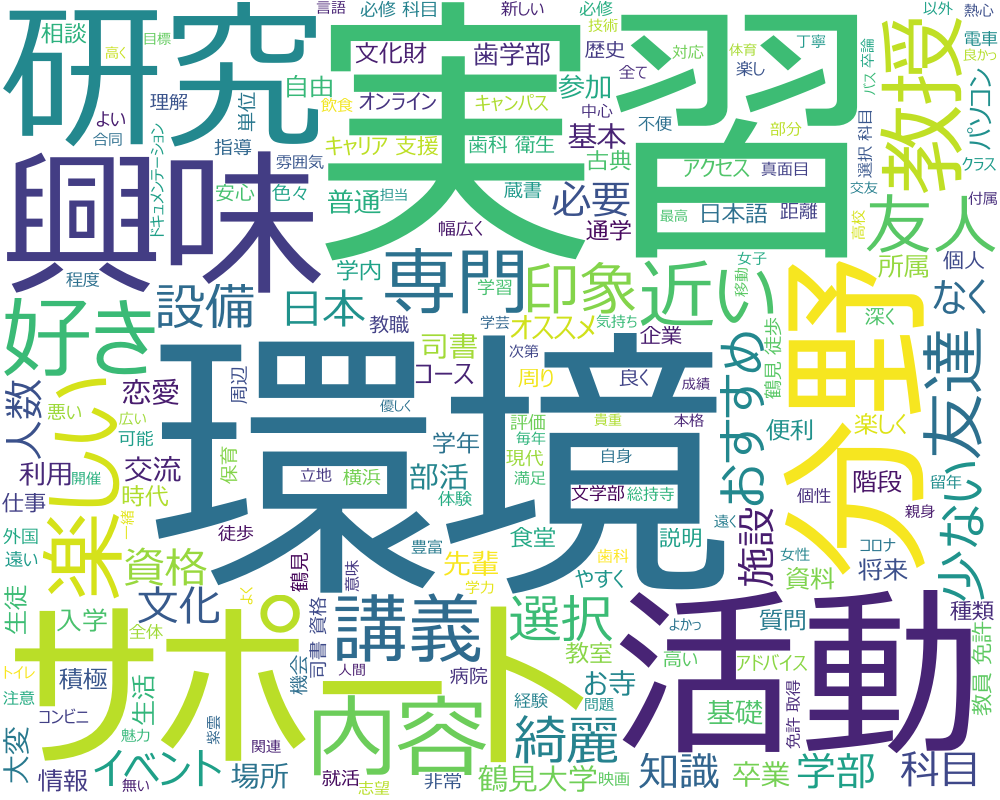 研究
実習
教授
興味
環境
分野
サポート
活動
内容
講義
専門
印象
近い
友人
好き
楽しい
友達
少ない
おすすめ
設備
日本
必要
選択
綺麗
知識
学部
科目
資格
文化
イベント
場所
施設
なく
人数
相談
文化財
歯学部
歴史
参加
自由
オンライン
キャンパス
新しい
必修
必修 科目
言語
技術
対応
体育
丁寧
以外
熱心
電車
良かっ
バス 卒論
パソコン
全て
楽し
中心
不便
部分
高く
目標
理解
よい
合同
単位
飲食
指導
雰囲気
キャリア 支援
歯科 衛生
基本
古典
アクセス
真面目
選択 科目
クラス
付属
ドキュメンテーション
安心
色々
普通
担当
幅広く
蔵書
通学
最高
日本語
距離
交友
高校
所属
個人
程度
学内
学習
教職
学芸
オススメ
気持ち
移動
女子
司書
コース
次第
周り
企業
良く
成績
鶴見 徒歩
深く
恋愛
周辺
優しく
悪い
広い
可能
利用
開催
交流
保育
立地
横浜
学年
部活
体験
評価
毎年
現代
満足
貴重
自身
本格
便利
楽しく
個性
階段
留年
親身
仕事
時代
一緒
外国
遠い
徒歩
鶴見
意味
豊富
先輩
学力
食堂
文学部
総持寺
歯科
やすく
説明
遠く
女性
資料
コロナ
将来
生徒
入学
トイレ
全体
よく
機会
司書 資格
人間
教室
高い
よかっ
アドバイス
質問
種類
教員 免許
積極
注意
コンビニ
魅力
生活
紫雲
病院
経験
お寺
問題
基礎
免許 取得
大変
情報
無い
関連
就活
志望
非常
鶴見大学
映画
卒業